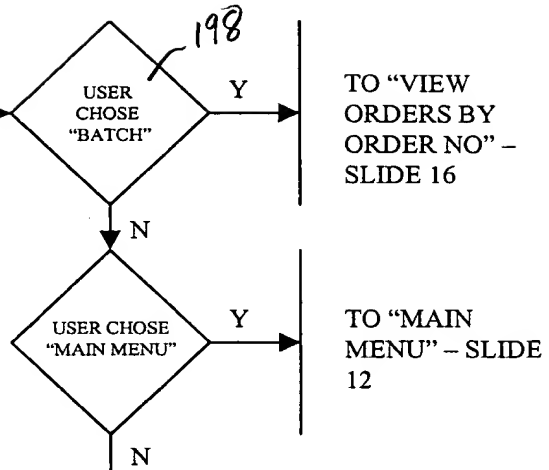 198
USER
CHOSE
“BATCH”
Y
TO “VIEW
ORDERS BY
ORDER NO” –
SLIDE 16
N
USER CHOSE
“MAIN MENU”
Y
TO “MAIN
MENU” – SLIDE
12
N